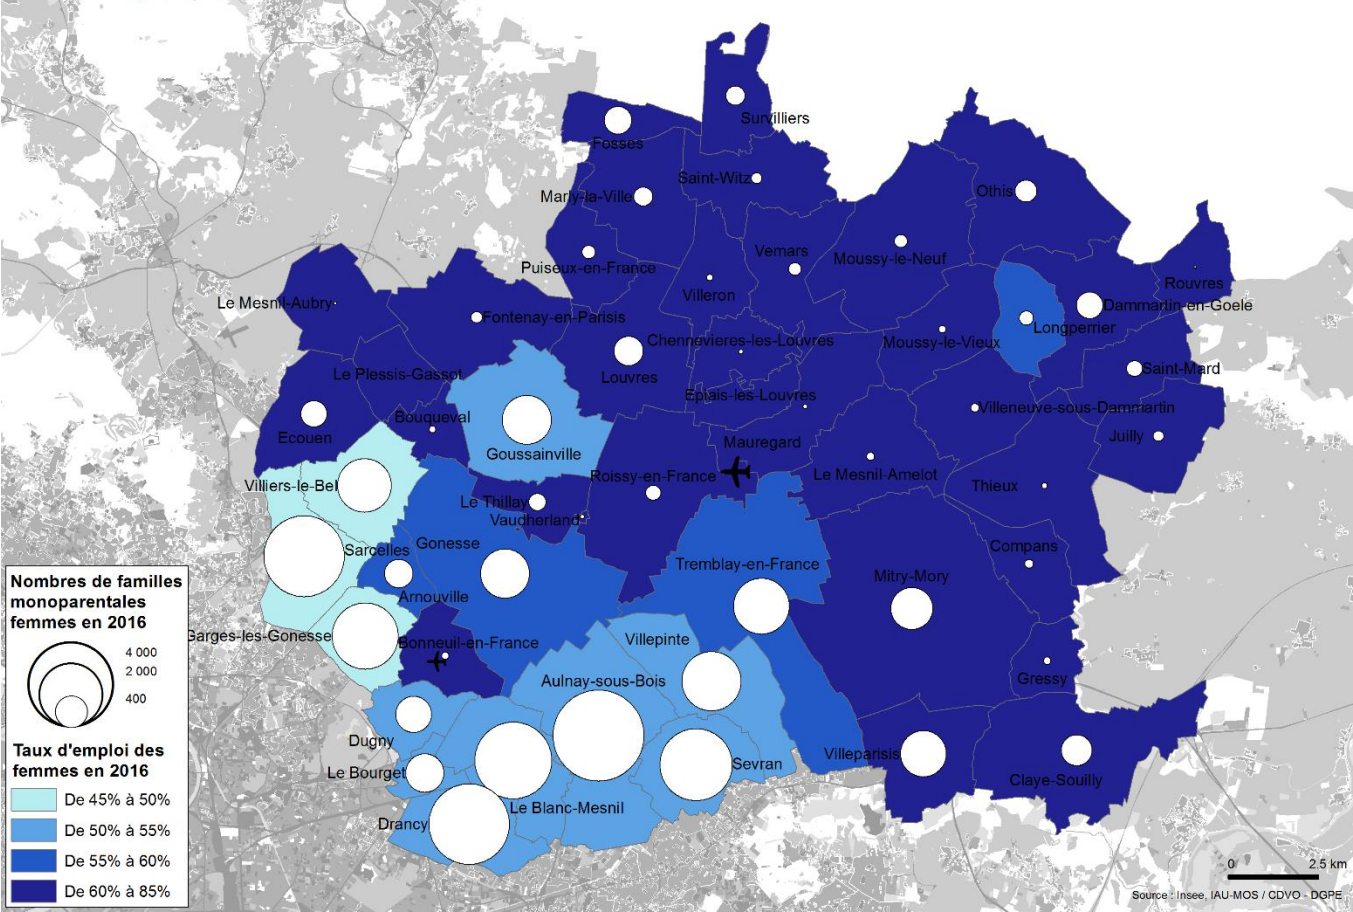 Survilliers
Fosses
Saint-Witz
Marly-la-Ville
Othis
Vemars
Moussy-le-Neuf
Puiseux-en-France
Villeron
Rouvres
Le Mesnil-Aubry
Dammartin-en-Goele
Fontenay-en-Parisis
Longperrier
Chennevieres-les-Louvres
Moussy-le-Vieux
Saint-Mard
Le Plessis-Gassot
Louvres
Epiais-les-Louvres
Villeneuve-sous-Dammartin
Bouqueval
Ecouen
Juilly
Mauregard
Goussainville
Roissy-en-France
Le Mesnil-Amelot
Villiers-le-Bel
Thieux
Le Thillay
Vaudherland
Sarcelles
Gonesse
Compans
Tremblay-en-France
Mitry-Mory
Arnouville
Garges-les-Gonesse
Bonneuil-en-France
Villepinte
Gressy
Aulnay-sous-Bois
Dugny
Villeparisis
Sevran
Le Bourget
Claye-Souilly
Le Blanc-Mesnil
Drancy
Nombres de familles
monoparentales
femmes en 2016
4 000
2 000
400
Taux d'emploi des
femmes en 2016
De 45% à 50%
De 50% à 55%
De 55% à 60%
De 60% à 85%
0 2.5 km
Source : Insee, IAU-MOS / CDVO - DGPE